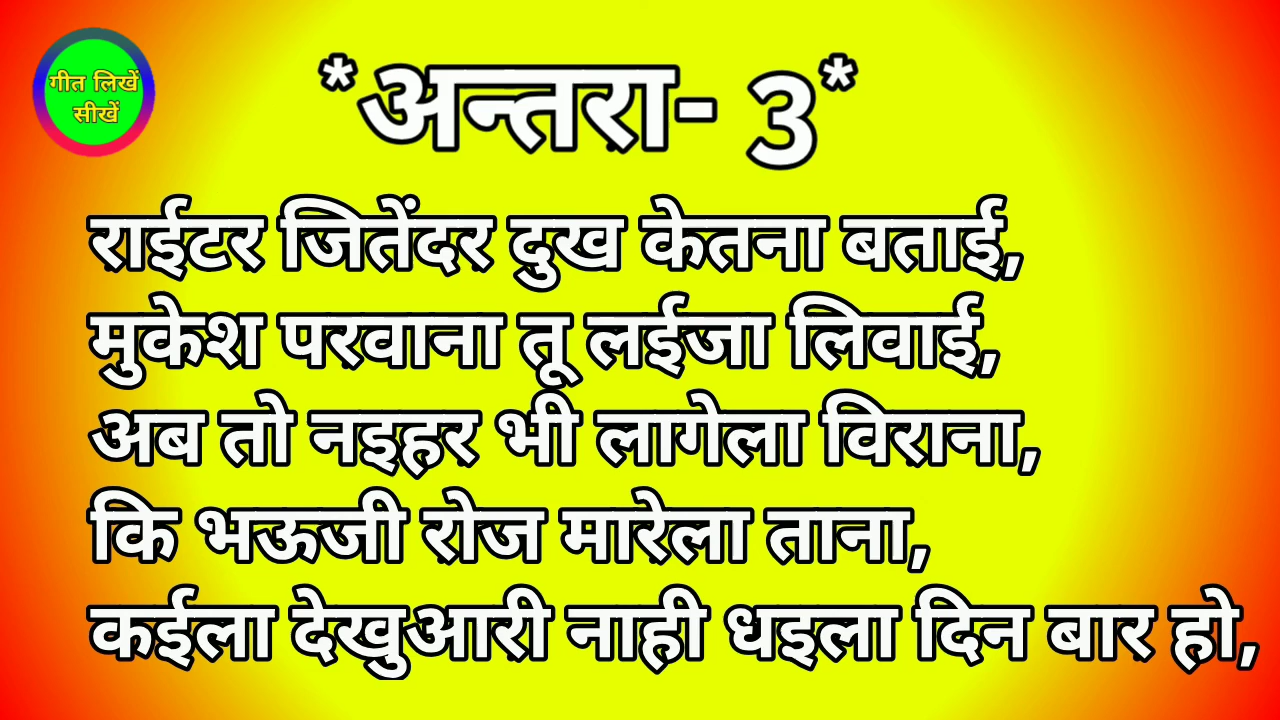 गीत लिखें
सीखें
*अन्तरा- 3*
राईटर जितेंदर दुख केतना बताई,
मुकेश परवाना तू लईजा लिवाई,
अब तो नइहर भी लागेला विराना,
कि भऊजी रोज मारेला ताना,
कईला देखुआरी नाही धइला दिन बार हो,